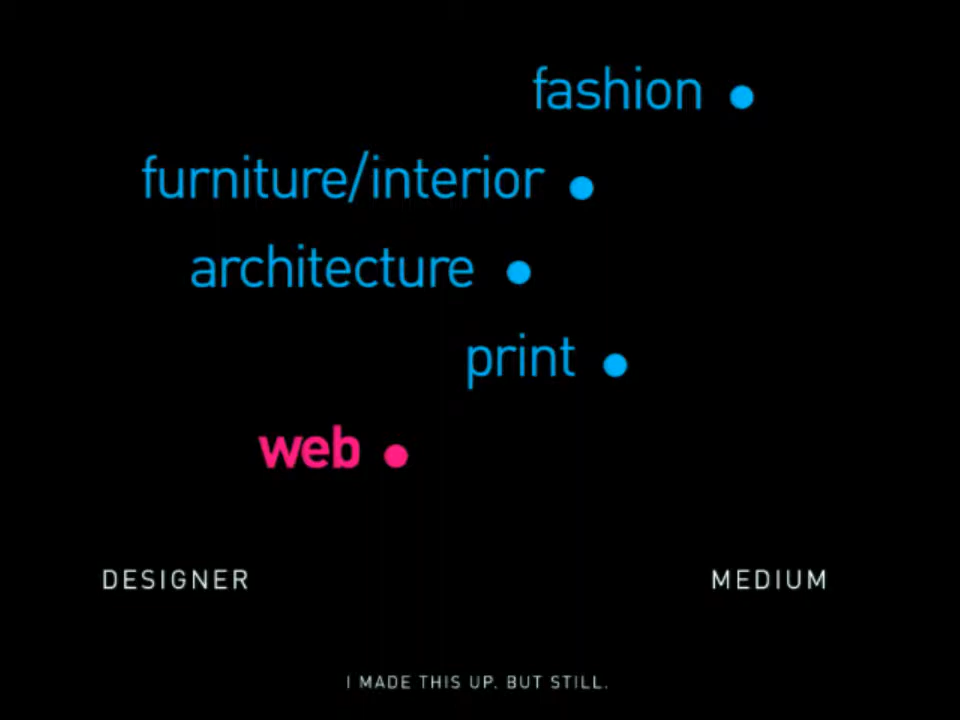 fashion
furniture/interior
architecture
print
web
DESIGNER
MEDIUM
I MADE THIS UP. BUT STILL.